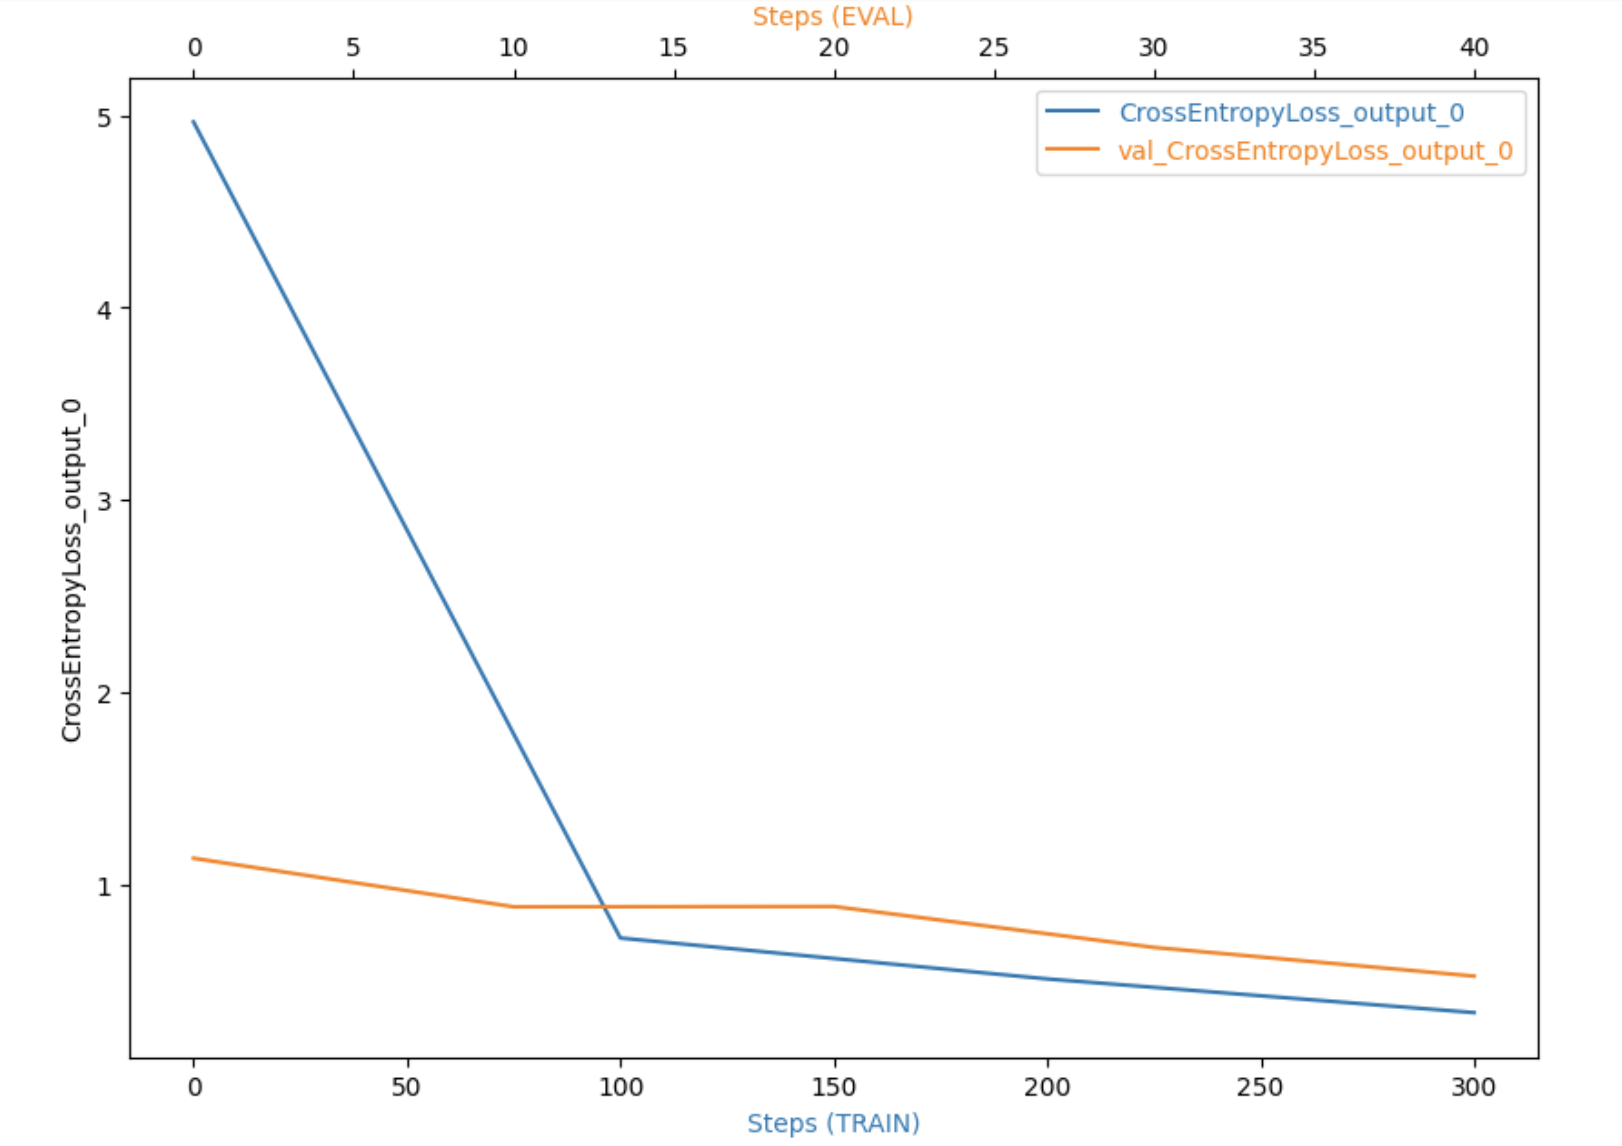 Steps (EVAL)
0 5 10 15 20 25 30 35 40
CrossEntropyLoss_output_0
val_CrossEntropyLoss_output_0
5
4
3
2
1
CrossEntropyLoss_output_0
0 50 100 150 200 250 300
Steps (TRAIN)